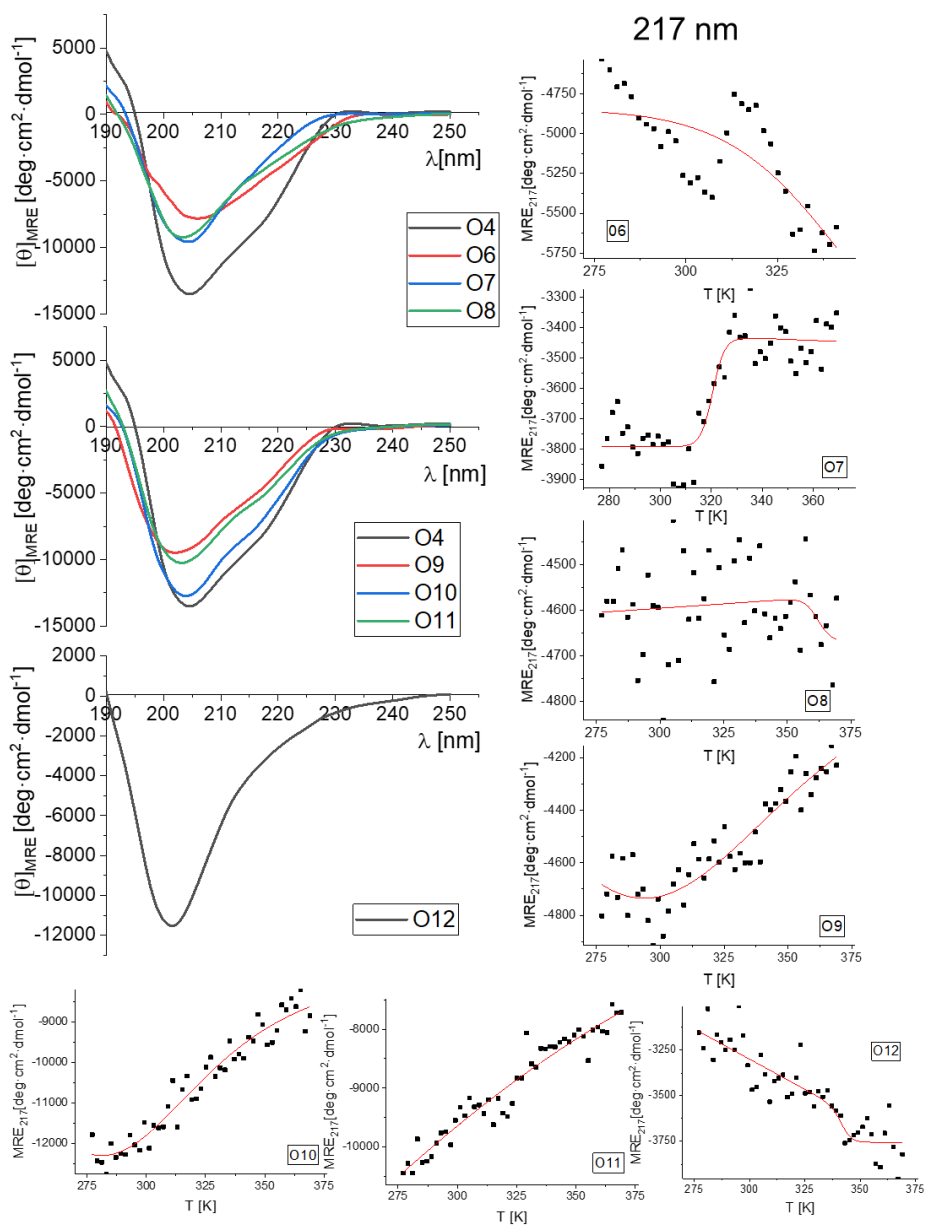 217 nm
5000
0
-5000
-10000
-15000
190 200 210 220 230 240 250
λ[nm]
[θ]MRE [deg·cm²·dmol⁻¹]
O4
O6
O7
O8
5000
0
-5000
-10000
-15000
190 200 210 220 230 240 250
λ[nm]
[θ]MRE [deg·cm²·dmol⁻¹]
O4
O9
O10
O11
2000
0
-2000
-4000
-6000
-8000
-10000
-12000
190 200 210 220 230 240 250
λ [nm]
[θ]MRE [deg·cm²·dmol⁻¹]
O12
-4750
-5000
-5250
-5500
-5750
MRE₂₁₇[deg·cm²·dmol⁻¹]
06
275 300 325
T [K]
-3300
-3400
-3500
-3600
-3700
-3800
-3900
MRE₂₁₇[deg·cm²·dmol⁻¹]
O7
280 300 320 340 360
T [K]
-4500
-4600
-4700
-4800
MRE₂₁₇[deg·cm²·dmol⁻¹]
O8
275 300 325 350 375
T [K]
-4200
-4400
-4600
-4800
MRE₂₁₇[deg·cm²·dmol⁻¹]
O9
275 300 325 350 375
T [K]
-9000
-10000
-11000
-12000
MRE₂₁₇[deg·cm²·dmol⁻¹]
O10
275 300 325 350 375
T [K]
-8000
-9000
-10000
MRE₂₁₇[deg·cm²·dmol⁻¹]
O11
275 300 325 350 375
T [K]
-3250
-3500
-3750
MRE₂₁₇[deg·cm²·dmol⁻¹]
O12
275 300 325 350 375
T [K]